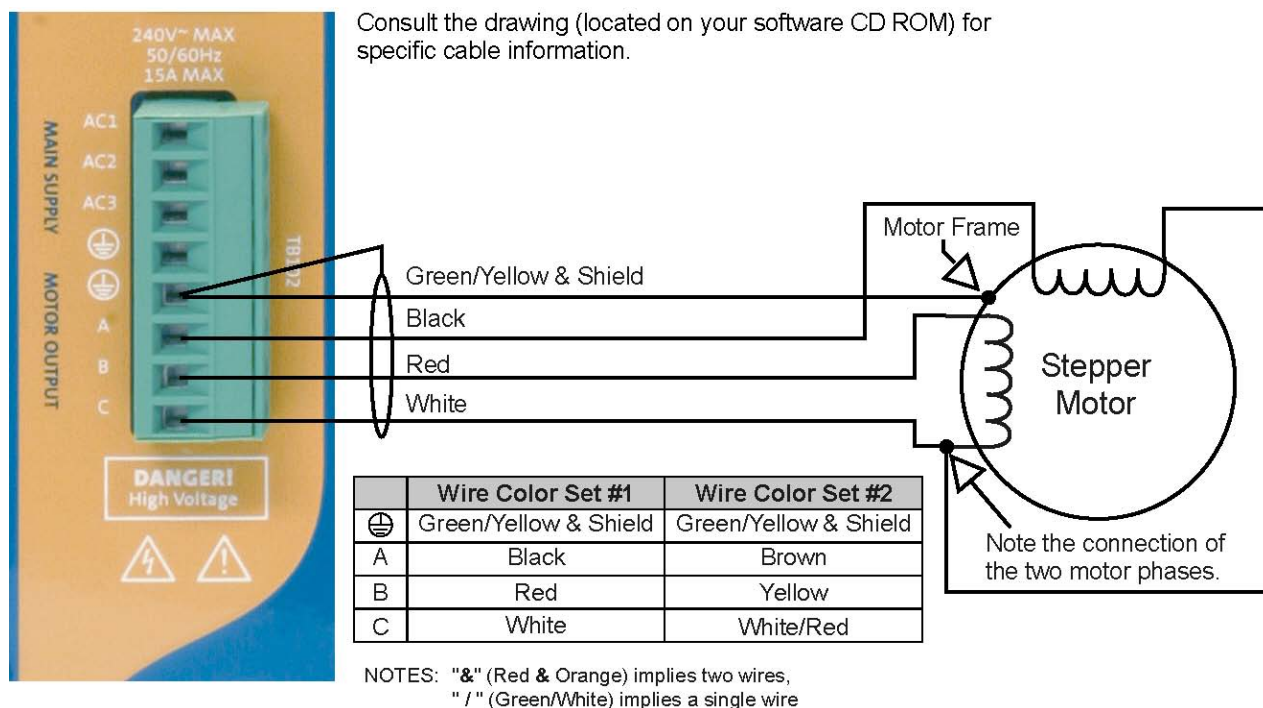 Consult the drawing (located on your software CD ROM) for
specific cable information.
240V~ MAX
50/60Hz
15A MAX
AC1
AC2
AC3
A
B
C
MAIN SUPPLY
MOTOR OUTPUT
TB102
DANGER!
High Voltage
Green/Yellow & Shield
Black
Red
White
Motor Frame
Stepper
Motor
Note the connection of
the two motor phases.
Wire Color Set #1 Wire Color Set #2
Green/Yellow & Shield Green/Yellow & Shield
A Black Brown
B Red Yellow
C White White/Red
NOTES: "&" (Red & Orange) implies two wires,
" / " (Green/White) implies a single wire